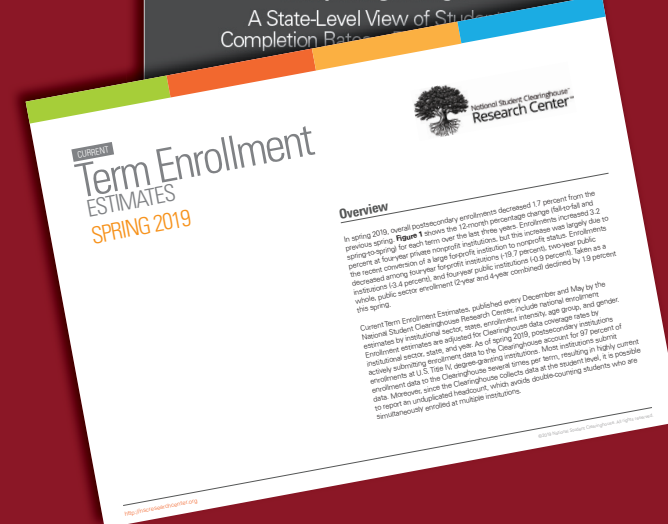 A State-Level View of Stude
Completion Rates
CURRENT
Term Enrollment
ESTIMATES
SPRING 2019
National Student Clearinghouse™
Research Center™
Overview
In spring 2019, overall postsecondary enrollments decreased 1.7 percent from the
previous spring. Figure 1 shows the 12-month percentage change (fall-to-fall and
spring-to-spring) for each term over the last three years. Enrollments increased 3.2
percent at four-year private nonprofit institutions, but this increase was largely due to
the recent conversion of a large for-profit institution to nonprofit status. Enrollments
decreased among four-year for-profit institutions (-19.7 percent), two-year public
institutions (-3.4 percent), and four-year public institutions (-0.9 percent). Taken as a
whole, public sector enrollment (2-year and 4-year combined) declined by 1.9 percent
this spring.
Current Term Enrollment Estimates, published every December and May by the
National Student Clearinghouse Research Center, include national enrollment
estimates by institutional sector, state, enrollment intensity, age group, and gender.
Enrollment estimates are adjusted for Clearinghouse data coverage rates by
institutional sector, state, and year. As of spring 2019, postsecondary institutions
actively submitting enrollment data to the Clearinghouse account for 97 percent of
enrollments at U.S. Title IV, degree-granting institutions. Most institutions submit
enrollment data to the Clearinghouse several times per term, resulting in highly current
data. Moreover, since the Clearinghouse collects data at the student level, it is possible
to report an unduplicated headcount, which avoids double-counting students who are
simultaneously enrolled at multiple institutions.
http://nscresearchcenter.org
©2019 National Student Clearinghouse. All rights reserved.